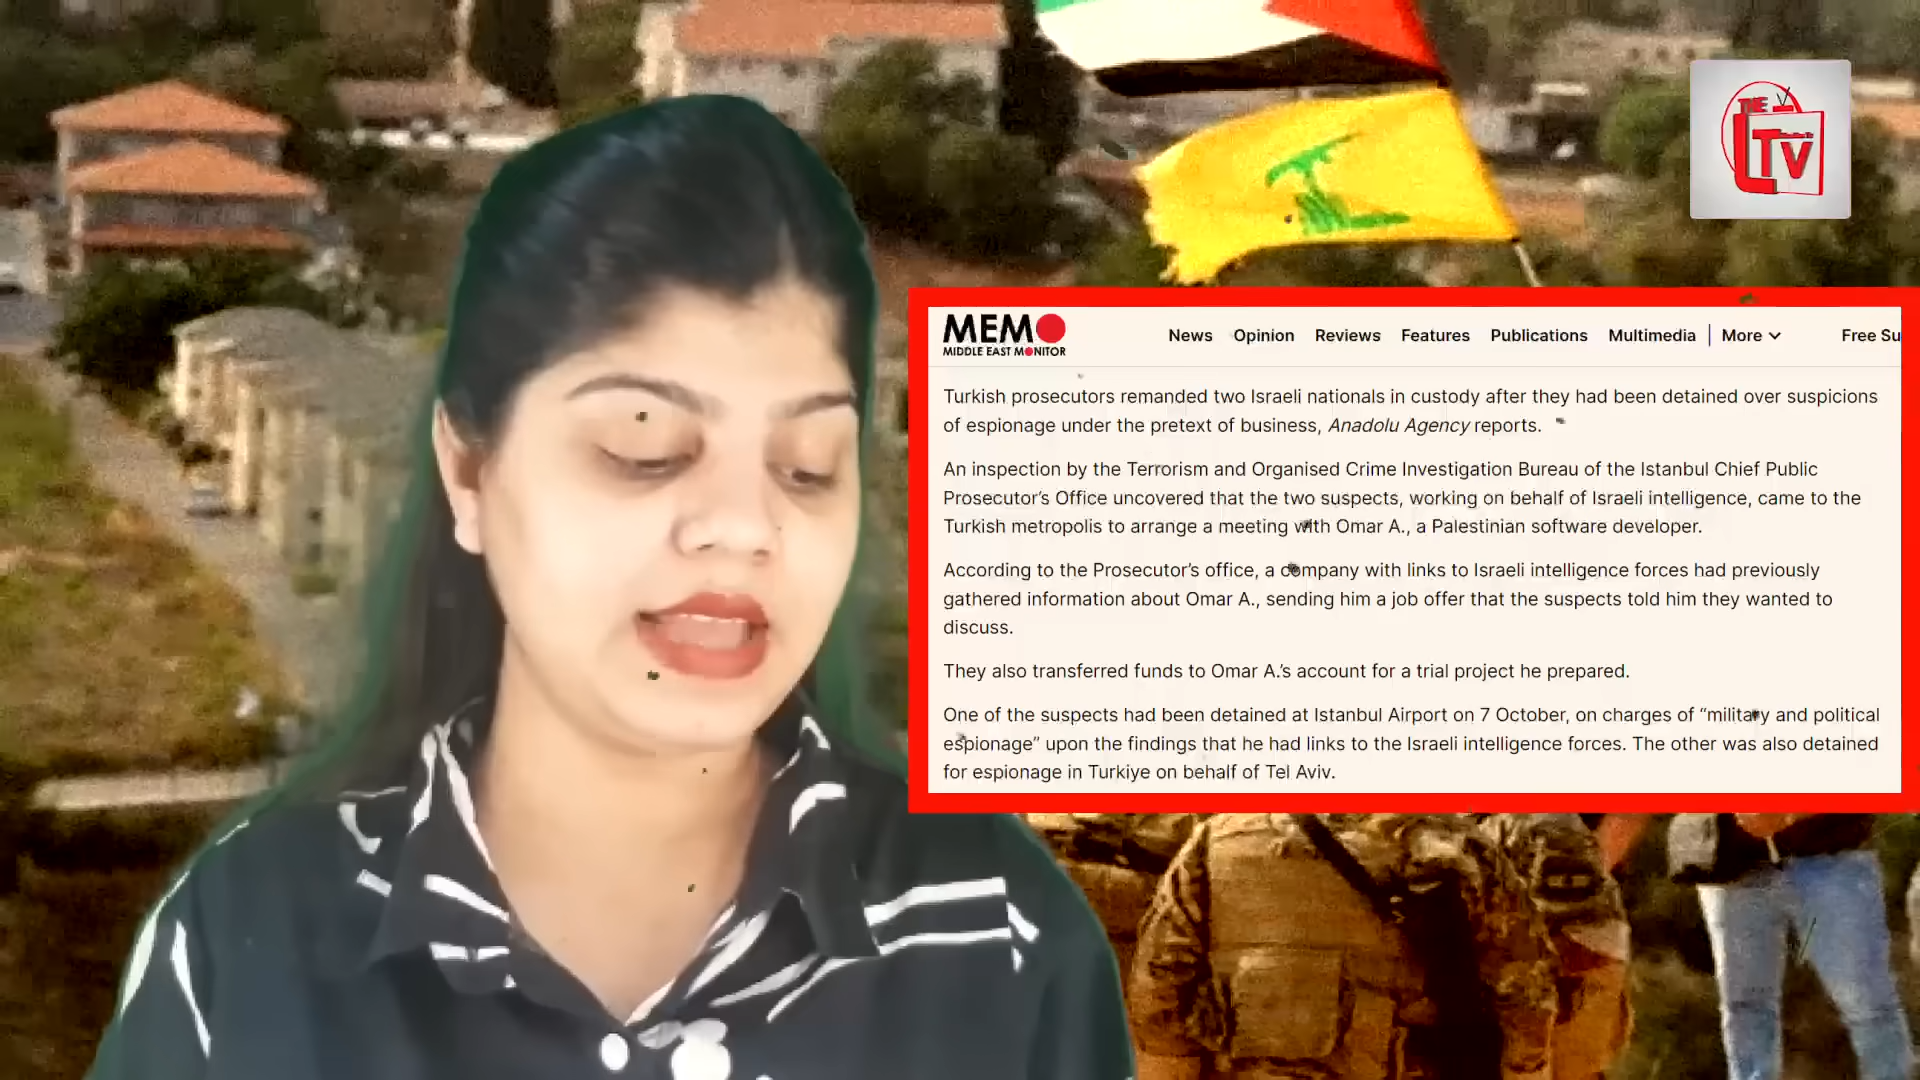 THE
LTV
MEMO
MIDDLE EAST MONITOR
News Opinion Reviews Features Publications Multimedia More Free Su
Turkish prosecutors remanded two Israeli nationals in custody after they had been detained over suspicions
of espionage under the pretext of business, Anadolu Agency reports.
An inspection by the Terrorism and Organised Crime Investigation Bureau of the Istanbul Chief Public
Prosecutor's Office uncovered that the two suspects, working on behalf of Israeli intelligence, came to the
Turkish metropolis to arrange a meeting with Omar A., a Palestinian software developer.
According to the Prosecutor's office, a company with links to Israeli intelligence forces had previously
gathered information about Omar A., sending him a job offer that the suspects told him they wanted to
discuss.
They also transferred funds to Omar A.'s account for a trial project he prepared.
One of the suspects had been detained at Istanbul Airport on 7 October, on charges of “military and political
espionage” upon the findings that he had links to the Israeli intelligence forces. The other was also detained
for espionage in Turkiye on behalf of Tel Aviv.